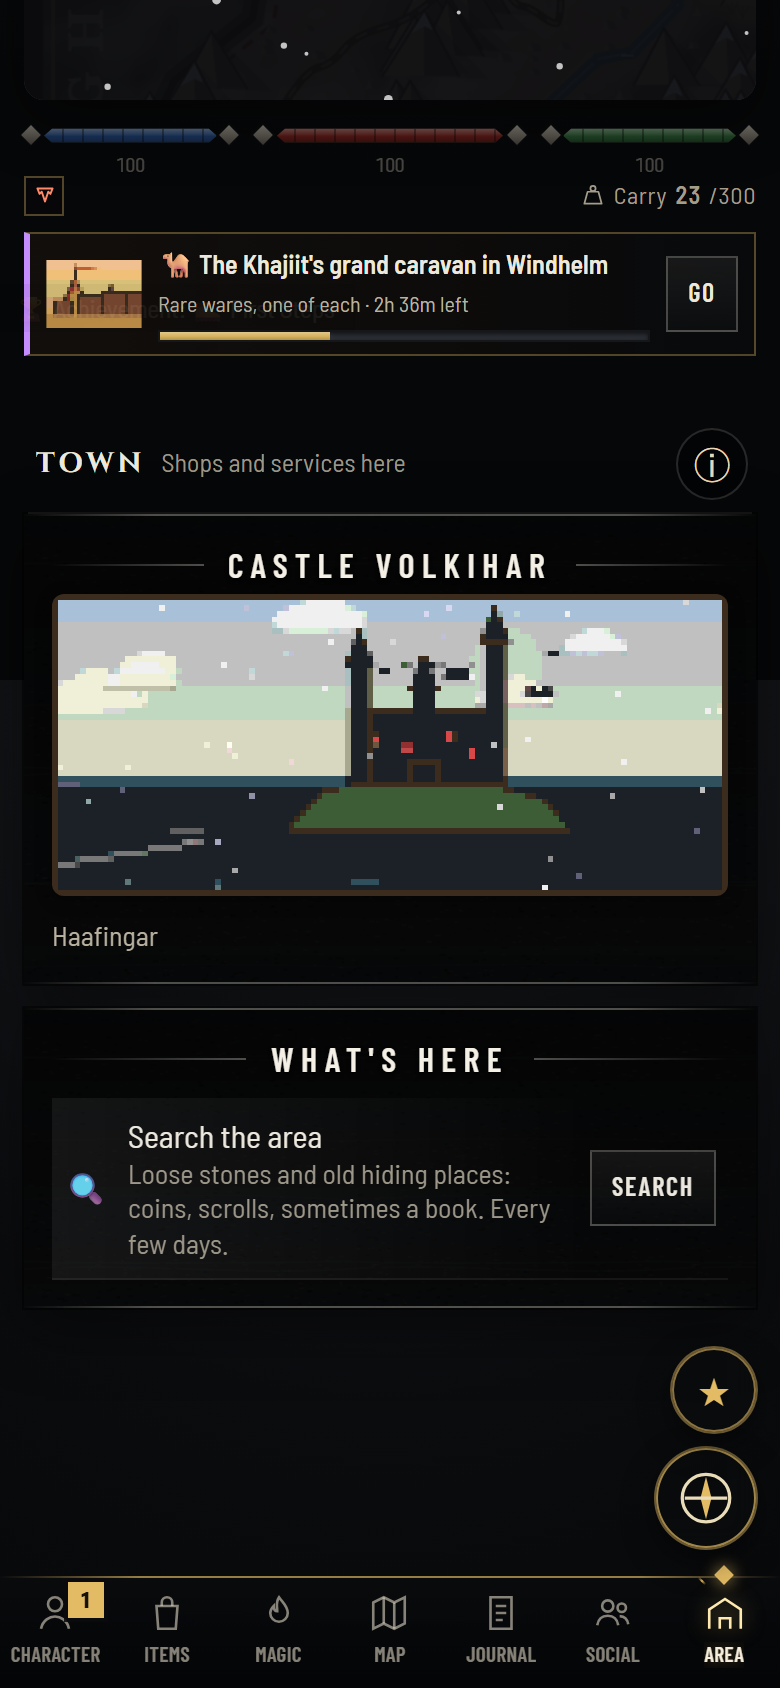 100
100
100
Carry 23 /300
The Khajiit's grand caravan in Windhelm
Rare wares, one of each · 2h 36m left
GO
TOWN
Shops and services here
CASTLE VOLKIHAR
Haafingar
WHAT'S HERE
Search the area
Loose stones and old hiding places:
coins, scrolls, sometimes a book. Every
few days.
SEARCH
1
CHARACTER
ITEMS
MAGIC
MAP
JOURNAL
SOCIAL
AREA